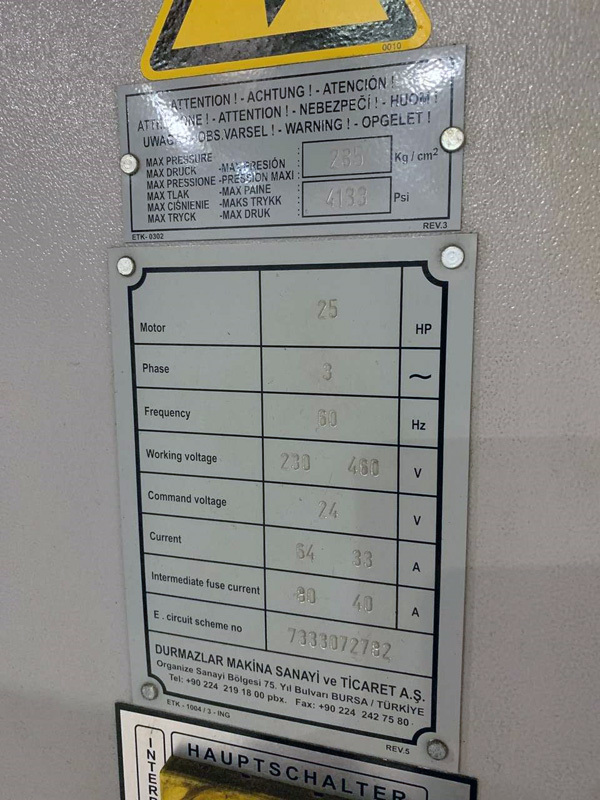 0010
ATTENTION ! - ACHTUNG ! - ATENCIÓN !
ATTENZIONE ! - ATTENTION ! - NEBEZPEČÍ ! - HUOM !
UWAGA ! - OBS.VARSEL ! - WARNING ! - OPGELET !
MAX PRESSURE
MAX DRUCK -MAX PRESIÓN
MAX PRESSIONE -PRESSION MAXI
MAX TLAK -MAX PAINE
MAX CIŚNIENIE -MAKS TRYKK
MAX TRYCK -MAX DRUK
: Kg / cm²
: 4133 Psi
ETK- 0302 REV.3
Motor 25 HP
Phase 3 ~
Frequency 60 Hz
Working voltage 230 460 V
Command voltage 24 V
Current 64 33 A
Intermediate fuse current 80 40 A
E . circuit scheme no 7333072782
DURMAZLAR MAKİNA SANAYİ ve TİCARET A.Ş.
Organize Sanayi Bölgesi 75. Yıl Bulvarı BURSA / TÜRKİYE
Tel: +90 224 219 18 00 pbx. Fax: +90 224 242 75 80
ETK - 1004 / 3 - ING REV.5
HAUPTSCHALTER